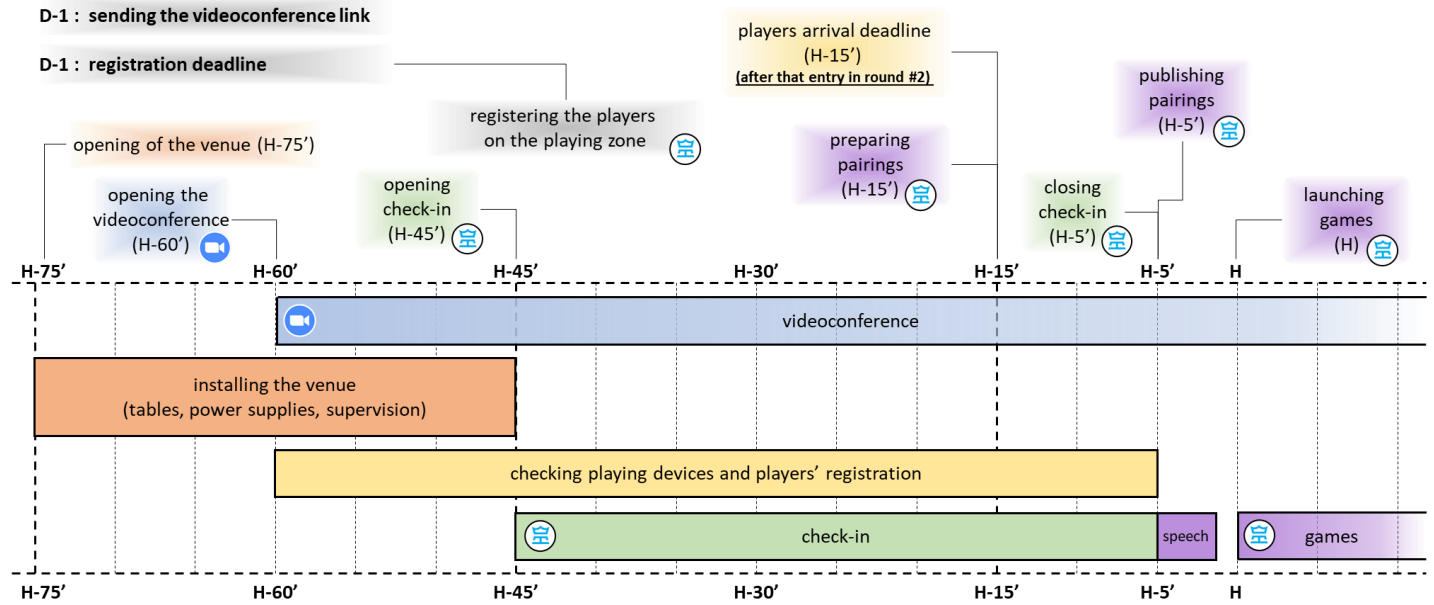 D-1 : sending the videoconference link
D-1 : registration deadline
registering the players
on the playing zone
players arrival deadline
(H-15’)
(after that entry in round #2)
publishing
pairings
(H-5’)
opening of the venue (H-75’)
preparing
pairings
(H-15’)
opening the
videoconference
(H-60’)
opening
check-in
(H-45’)
closing
check-in
(H-5’)
launching
games
(H)
H-75’ H-60’ H-45’ H-30’ H-15’ H-5’ H
videoconference
installing the venue
(tables, power supplies, supervision)
checking playing devices and players’ registration
check-in
speech
games
H-75’ H-60’ H-45’ H-30’ H-15’ H-5’ H